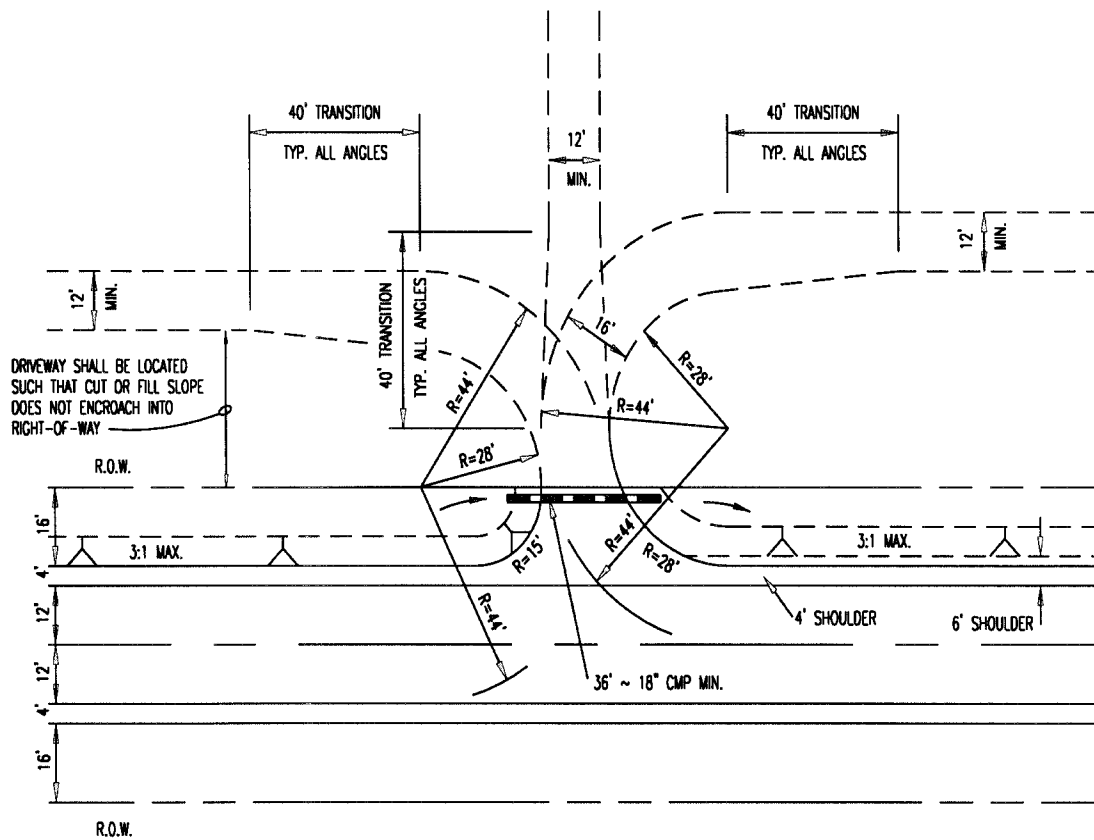 40' TRANSITION
TYP. ALL ANGLES
12'
MIN.
40' TRANSITION
TYP. ALL ANGLES
12'
MIN.
12'
MIN.
40' TRANSITION
TYP. ALL ANGLES
16'
R=28'
R=44'
R=44'
R=28'
DRIVEWAY SHALL BE LOCATED
SUCH THAT CUT OR FILL SLOPE
DOES NOT ENCROACH INTO
RIGHT-OF-WAY
R.O.W.
16'
3:1 MAX.
R=15'
R=44'
R=28'
3:1 MAX.
4'
12'
R=44'
4' SHOULDER
6' SHOULDER
12'
36' ~ 18" CMP MIN.
4'
16'
R.O.W.